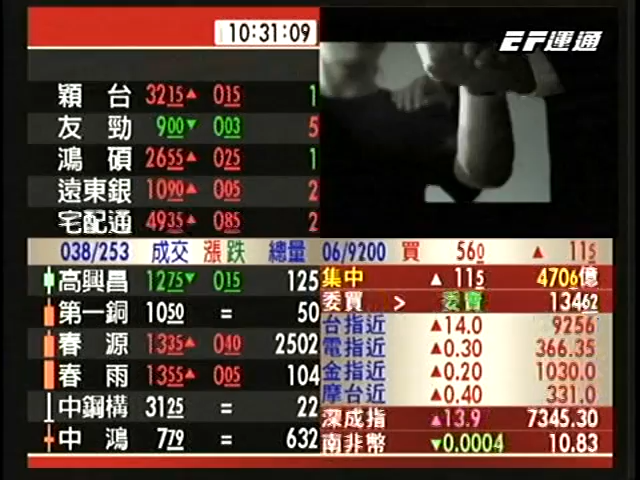 10:31:09
EF運通
穎台 3215▲ 015 1
友勁 900▼ 003 5
鴻碩 2655▲ 025 1
遠東銀 1090▲ 005 2
宅配通 4935▲ 085 2
038/253 成交 漲跌 總量
高興昌 1275▼ 015 125
第一銅 1050 = 50
春源 1335▲ 040 2502
春雨 1355▲ 005 104
中鋼構 3125 = 22
中鴻 779 = 632
06/9200 買 560 ▲ 115
集中 ▲ 115 4706億
委買 > 委賣 13462
台指近 ▲14.0 9256
電指近 ▲0.30 366.35
金指近 ▲0.20 1030.0
摩台近 ▲0.40 331.0
深成指 ▲13.9 7345.30
南非幣 ▼0.0004 10.83